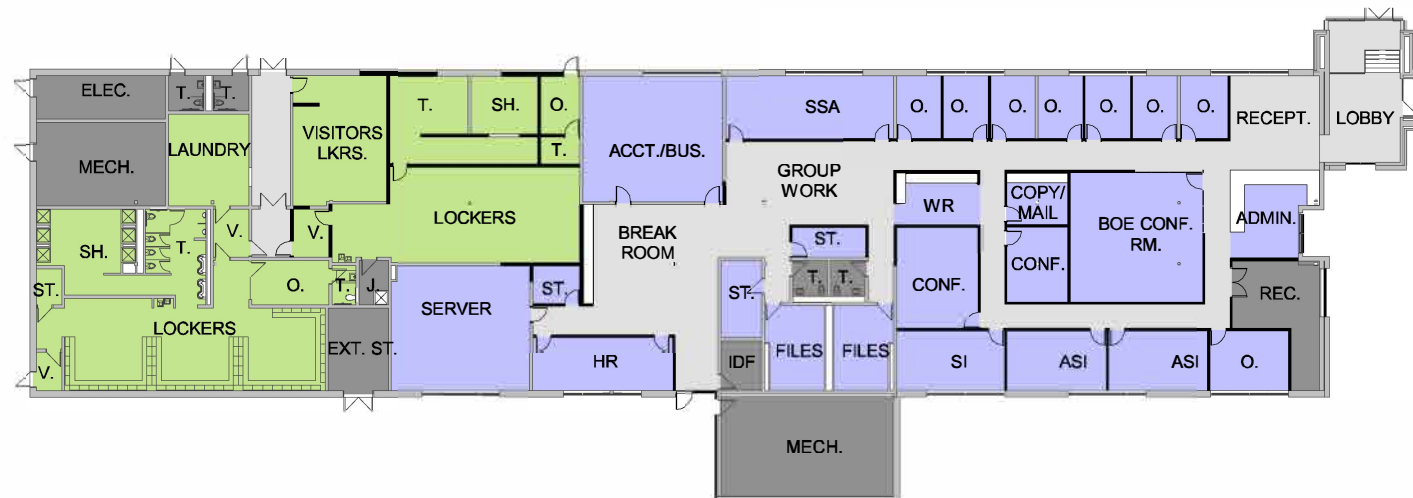 ELEC.
T.
T.
MECH.
LAUNDRY
VISITORS
LKRS.
T.
SH.
O.
T.
ACCT./BUS.
SSA
O.
O.
O.
O.
O.
O.
O.
RECEPT.
LOBBY
GROUP
WORK
LOCKERS
V.
V.
SH.
T.
BREAK
ROOM
ST.
WR
COPY/
MAIL
BOE CONF.
RM.
ADMIN.
ST.
O.
T.
J.
SERVER
ST.
ST.
T.
T.
CONF.
CONF.
REC.
LOCKERS
EXT. ST.
V.
HR
IDF
FILES
FILES
SI
ASI
ASI
O.
MECH.